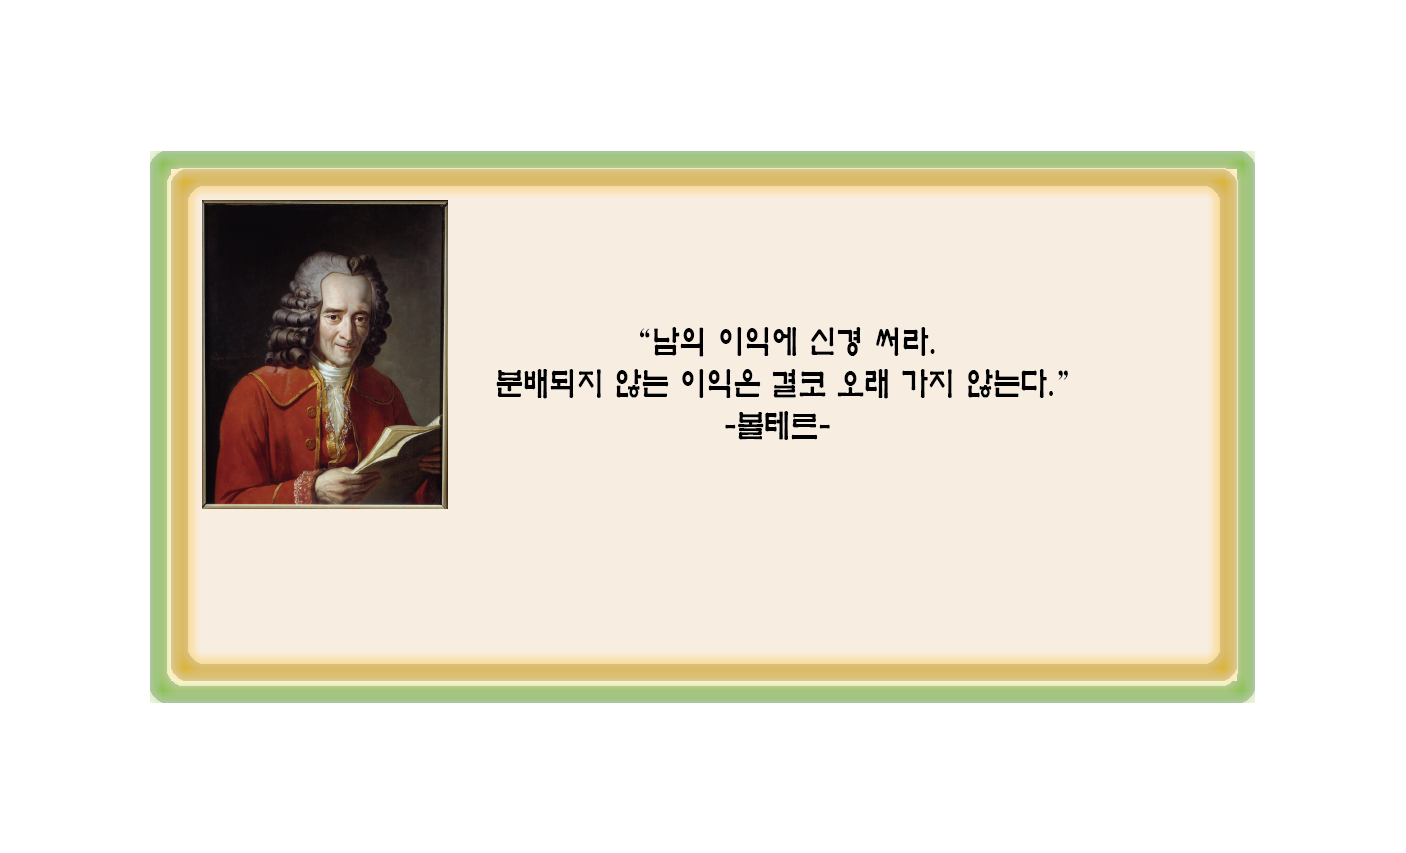 “남의 이익에 신경 써라.
분배되지 않는 이익은 결코 오래 가지 않는다.”
-볼테르-